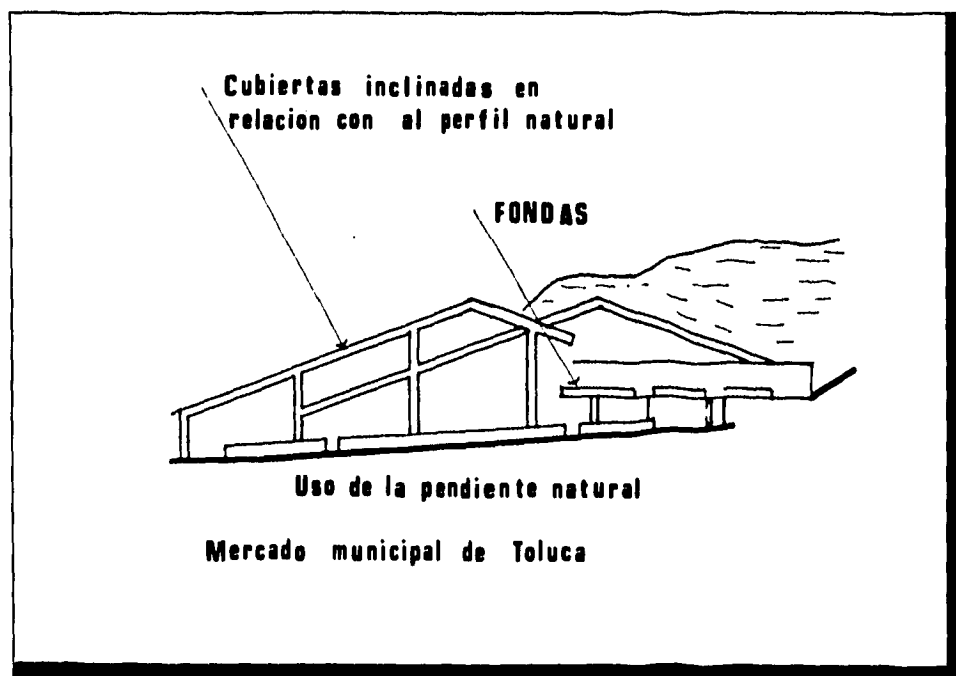 Cubiertas inclinadas en
relacion con al perfil natural
FONDAS
Uso de la pendiente natural
Mercado municipal de Toluca